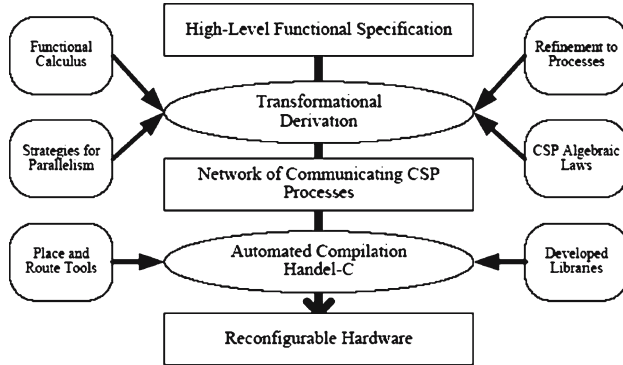 High-Level Functional Specification
Functional
Calculus
Refinement to
Processes
Transformational
Derivation
Strategies for
Parallelism
CSP Algebraic
Laws
Network of Communicating CSP
Processes
Place and
Route Tools
Automated Compilation
Handel-C
Developed
Libraries
Reconfigurable Hardware